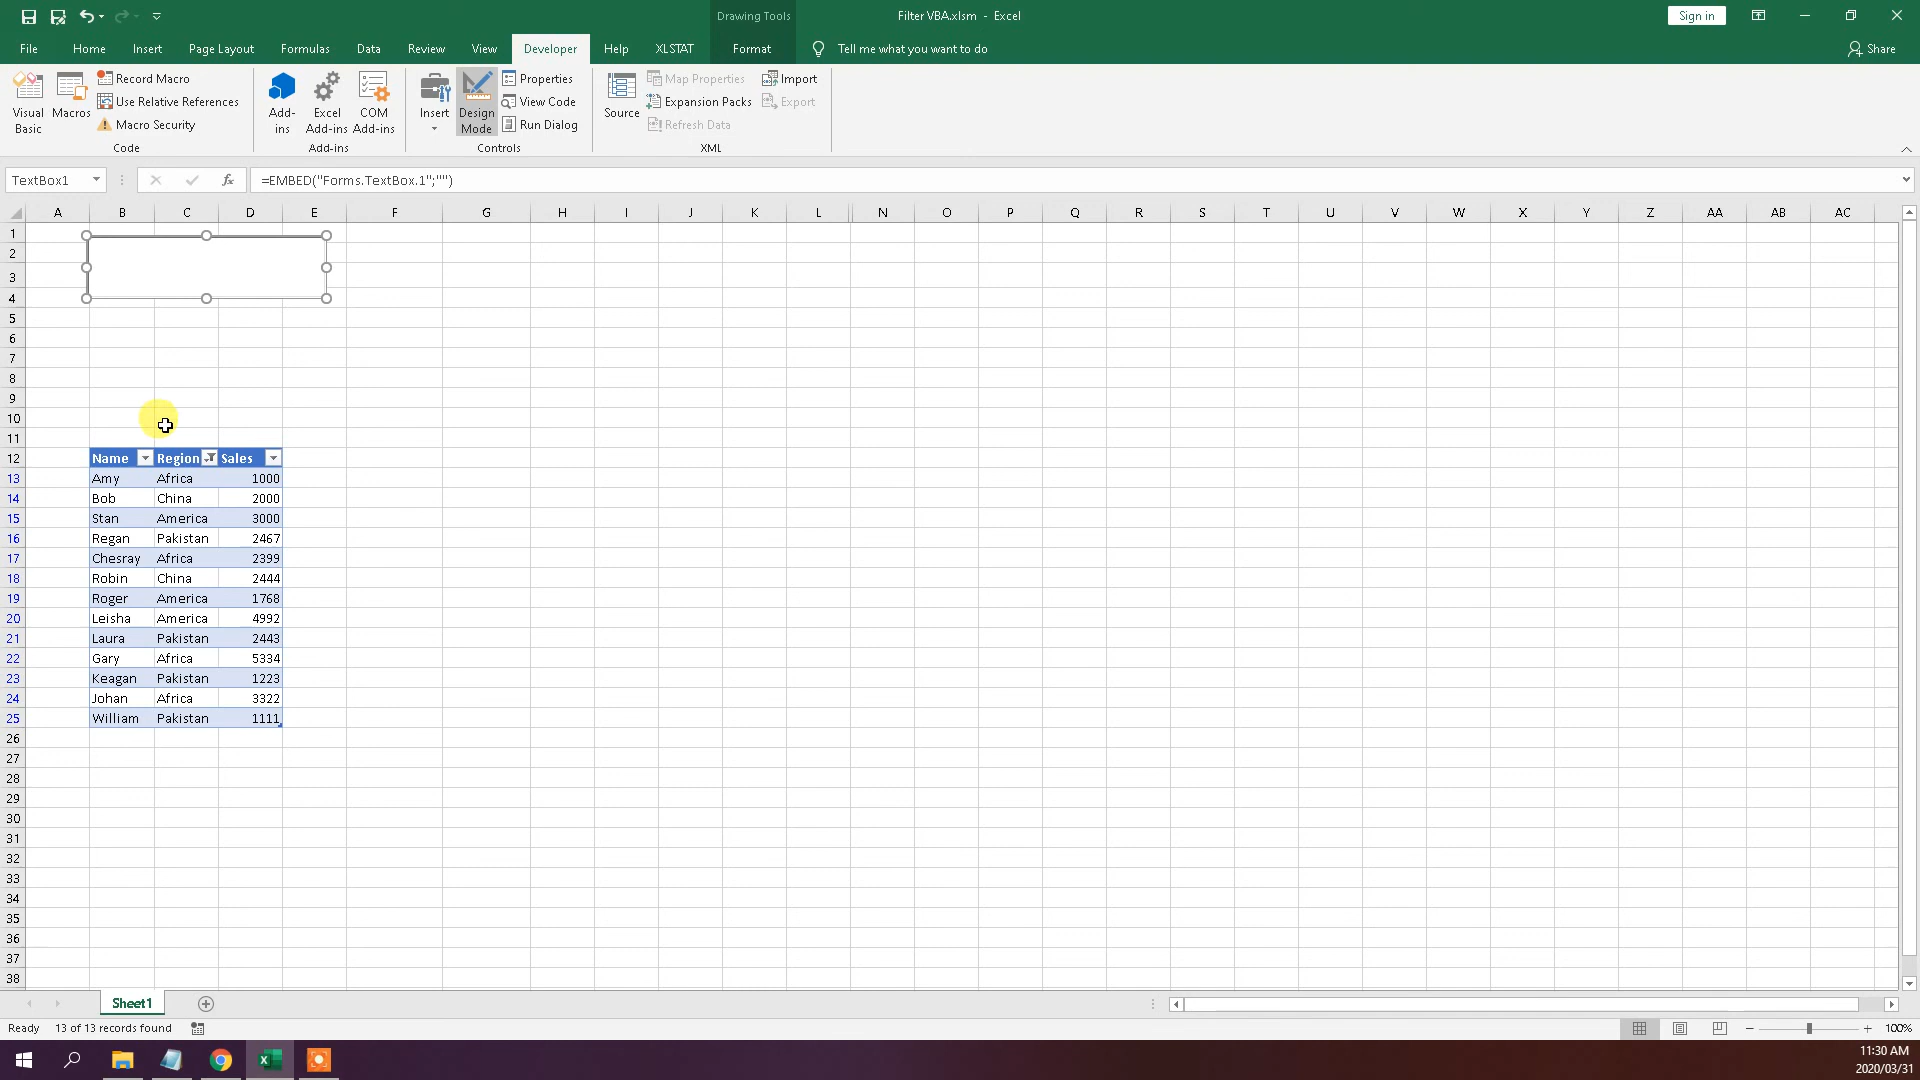 Drawing Tools
Filter VBA.xlsm - Excel
Sign in
File Home Insert Page Layout Formulas Data Review View Developer Help XLSTAT Format Tell me what you want to do Share
Visual Basic
Macros
Record Macro
Use Relative References
Macro Security
Code
Add-ins
Excel Add-ins
COM Add-ins
Add-ins
Insert
Design Mode
Properties
View Code
Run Dialog
Controls
Source
Map Properties
Expansion Packs
Refresh Data
Import
Export
XML
TextBox1 fx =EMBED("Forms.TextBox.1";"")
A B C D E F G H I J K L N O P Q R S T U V W X Y Z AA AB AC
1
2
3
4
5
6
7
8
9
10
11
12 Name Region Sales
13 Amy Africa 1000
14 Bob China 2000
15 Stan America 3000
16 Regan Pakistan 2467
17 Chesray Africa 2399
18 Robin China 2444
19 Roger America 1768
20 Leisha America 4992
21 Laura Pakistan 2443
22 Gary Africa 5334
23 Keagan Pakistan 1223
24 Johan Africa 3322
25 William Pakistan 1111
26
27
28
29
30
31
32
33
34
35
36
37
38
Sheet1
Ready 13 of 13 records found 100%
11:30 AM
2020/03/31